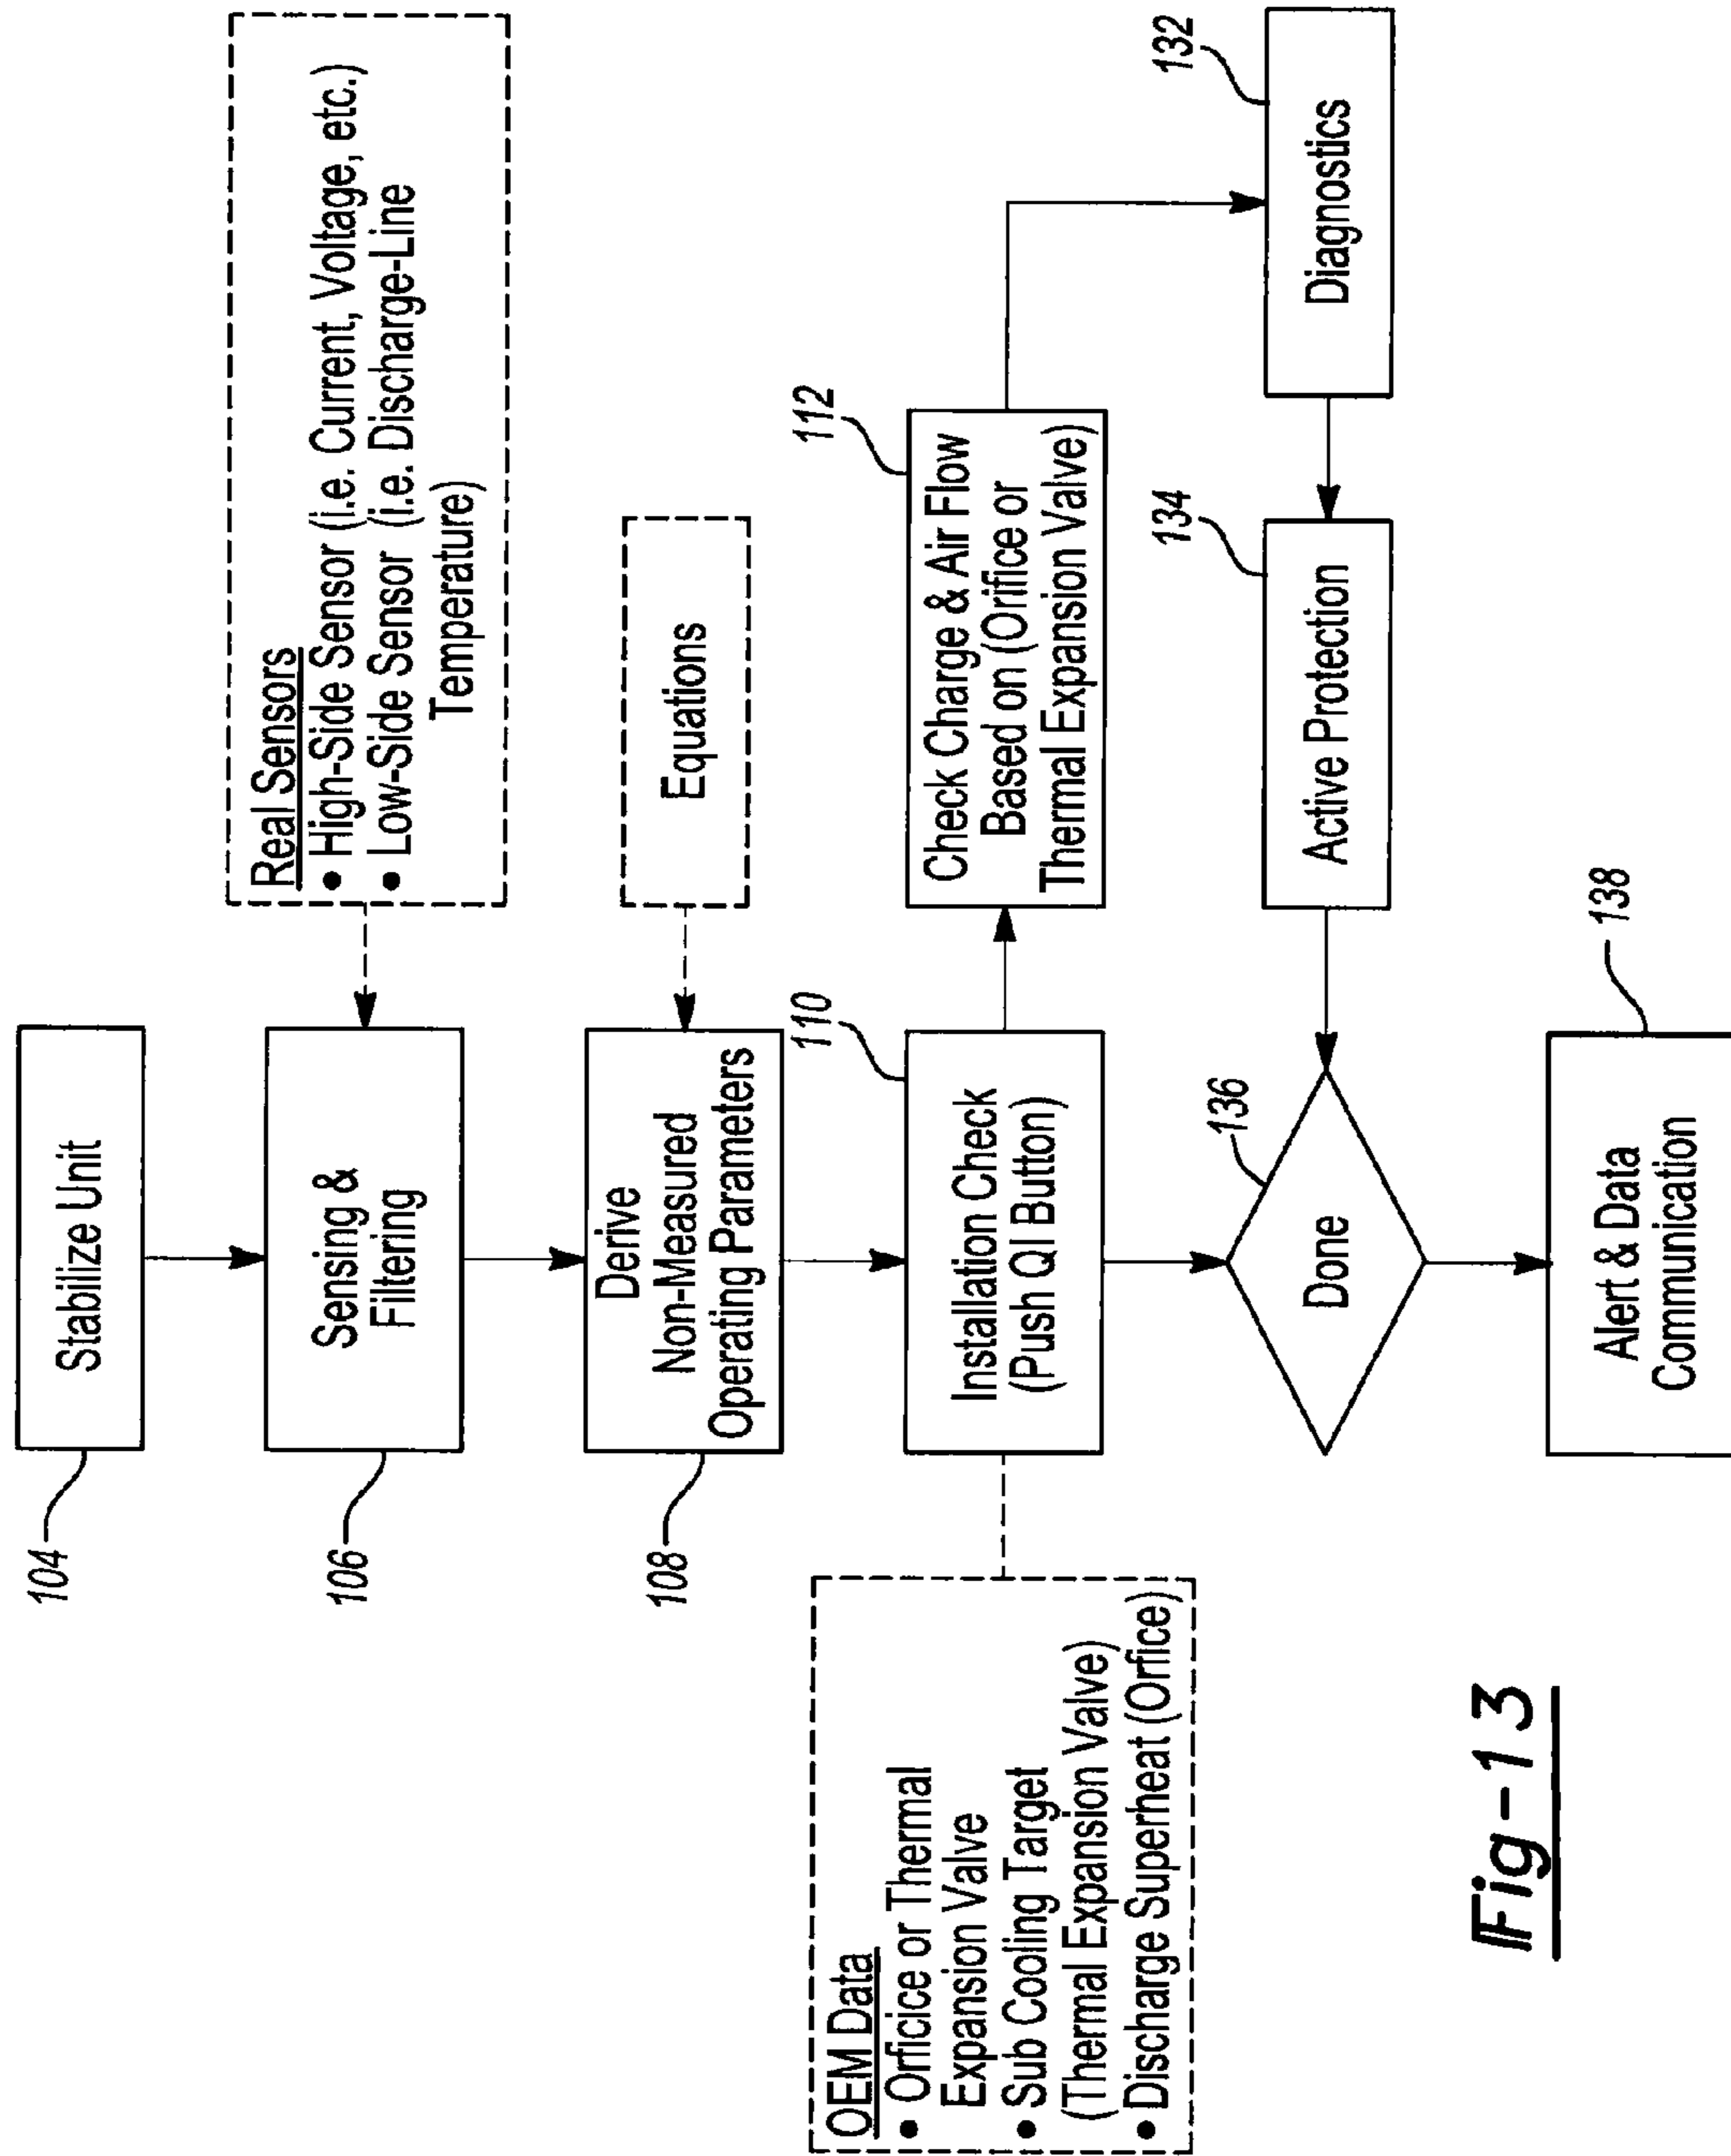 104
Stabilize Unit
Real Sensors
• High-Side Sensor (i.e. Current, Voltage, etc.)
• Low-Side Sensor (i.e. Discharge-Line
Temperature)
106
Sensing &
Filtering
Equations
108
Derive
Non-Measured
Operating Parameters
OEM Data
• Orficice or Thermal
Expansion Valve
• Sub Cooling Target
(Thermal Expansion Valve)
• Discharge Superheat (Orfice)
110
Installation Check
(Push QI Button)
112
Check Charge & Air Flow
Based on (Orifice or
Thermal Expansion Valve)
132
Diagnostics
134
Active Protection
136
Done
138
Alert & Data
Communication
Fig-13